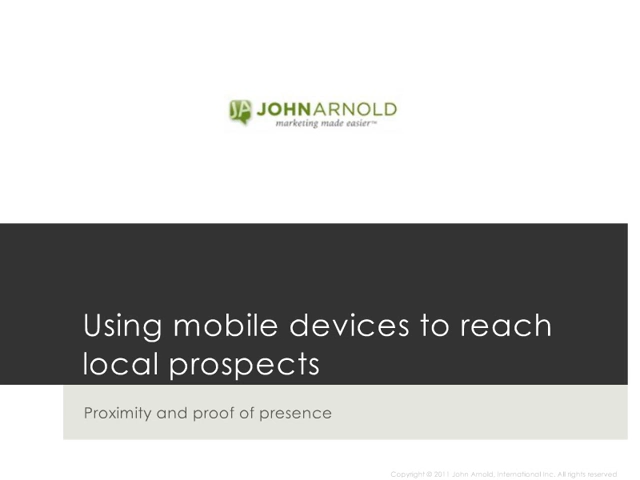 JA JOHNARNOLD
marketing made easier™
Using mobile devices to reach
local prospects
Proximity and proof of presence
Copyright © 2011 John Arnold, International Inc. All rights reserved